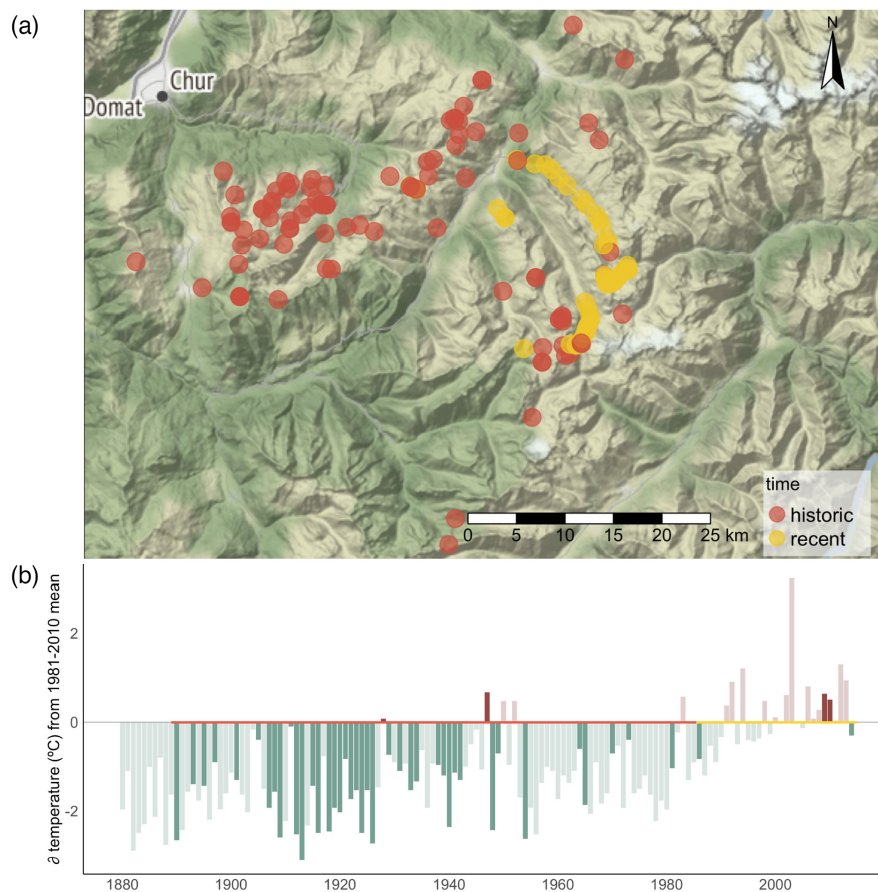 (a)
N
Chur
Domat
time
historic
recent
0 5 10 15 20 25 km
(b)
∂ temperature (ºC) from 1981-2010 mean
2
0
-2
1880 1900 1920 1940 1960 1980 2000